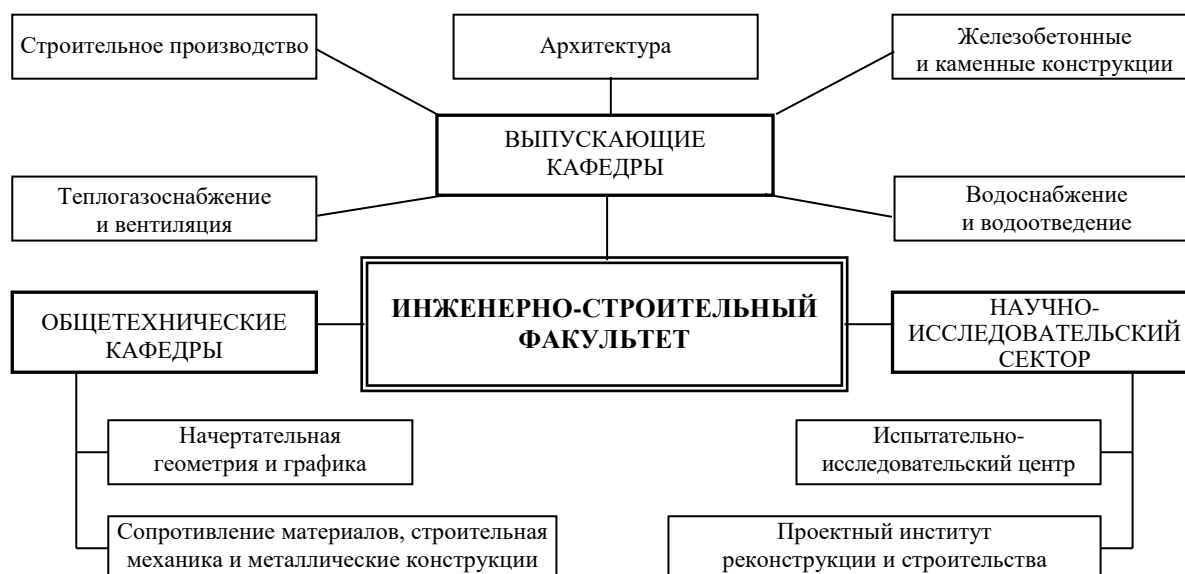 Строительное производство
Архитектура
Железобетонные
и каменные конструкции
ВЫПУСКАЮЩИЕ
КАФЕДРЫ
Теплогазоснабжение
и вентиляция
Водоснабжение
и водоотведение
ИНЖЕНЕРНО-СТРОИТЕЛЬНЫЙ
ФАКУЛЬТЕТ
ОБЩЕТЕХНИЧЕСКИЕ
КАФЕДРЫ
НАУЧНО-
ИССЛЕДОВАТЕЛЬСКИЙ
СЕКТОР
Начертательная
геометрия и графика
Испытательно-
исследовательский центр
Сопротивление материалов, строительная
механика и металлические конструкции
Проектный институт
реконструкции и строительства